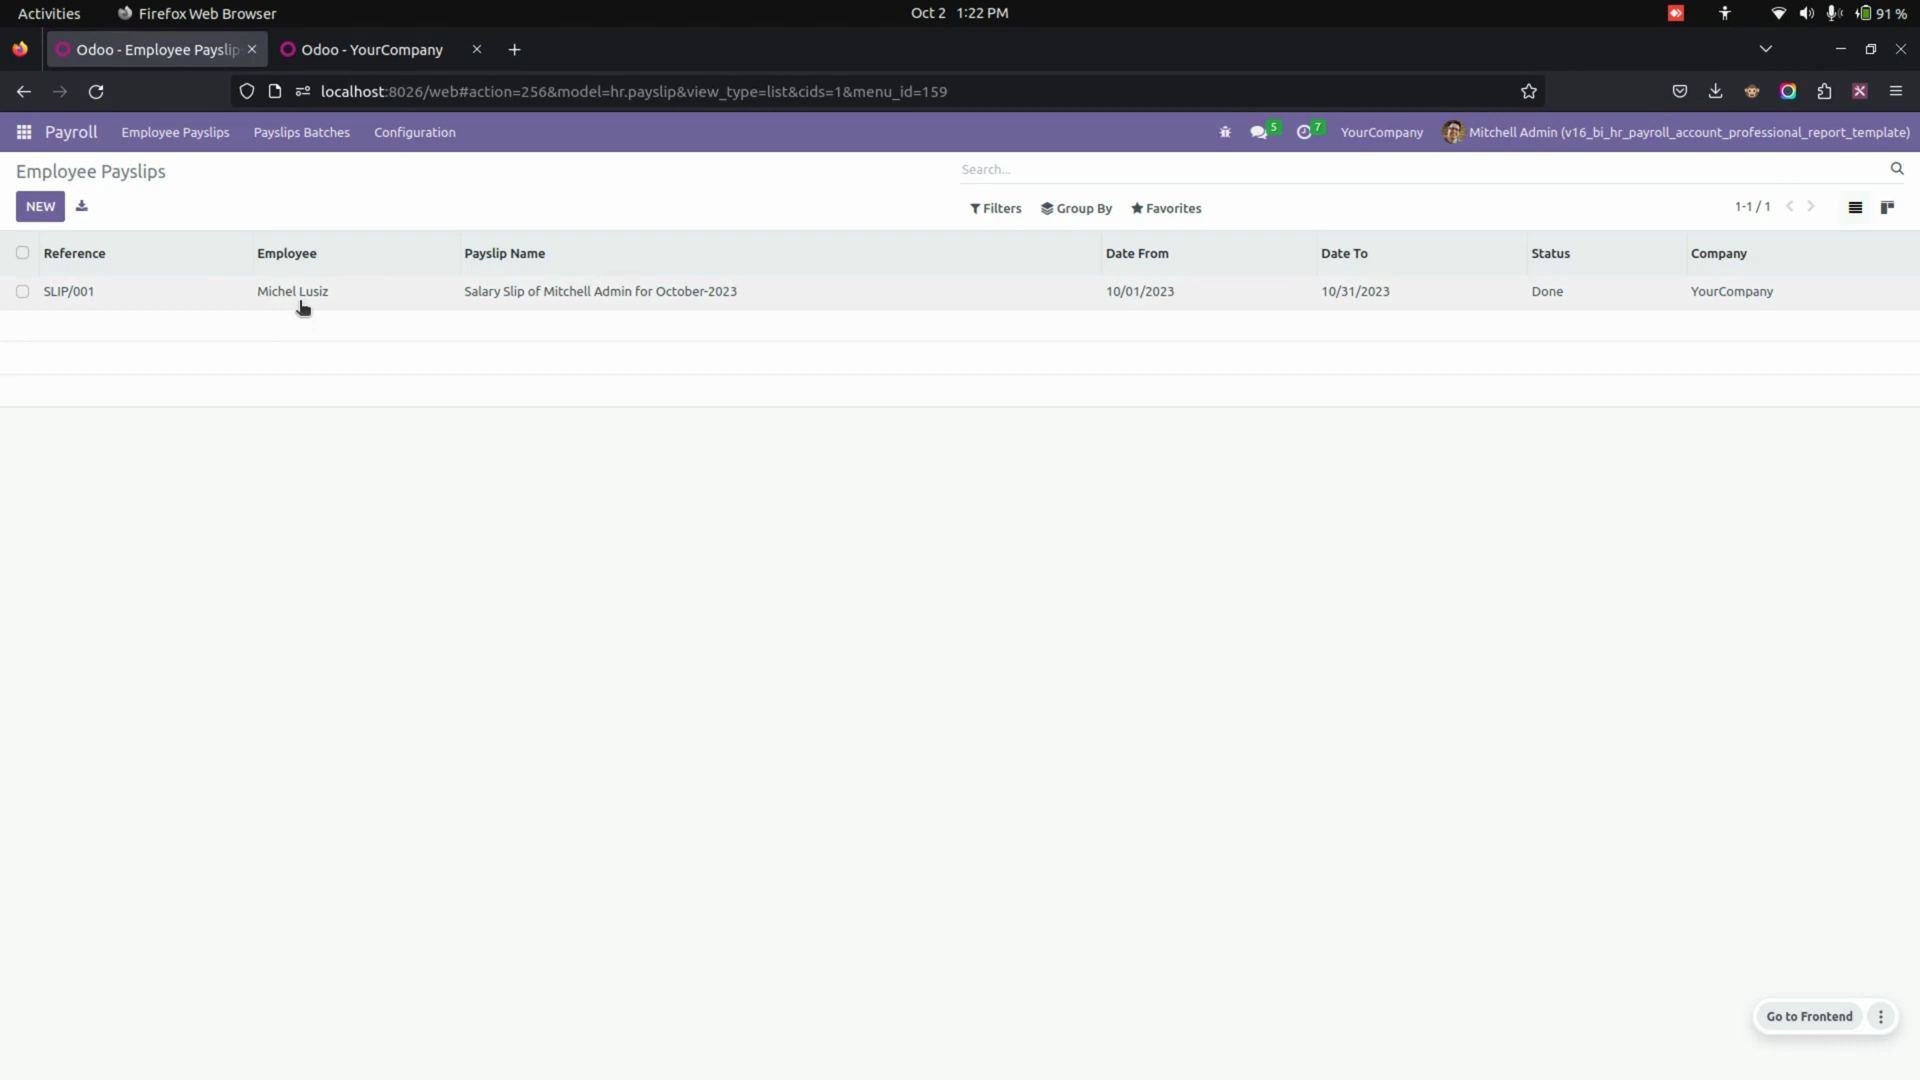 Activities
Firefox Web Browser
Oct 2 1:22 PM
91 %
Odoo - Employee Payslip
Odoo - YourCompany
localhost:8026/web#action=256&model=hr.payslip&view_type=list&cids=1&menu_id=159
Payroll
Employee Payslips
Payslips Batches
Configuration
5
7
YourCompany
Mitchell Admin (v16_bi_hr_payroll_account_professional_report_template)
Employee Payslips
Search...
NEW
Filters
Group By
Favorites
1-1 / 1
Reference Employee Payslip Name Date From Date To Status Company
SLIP/001 Michel Lusiz Salary Slip of Mitchell Admin for October-2023 10/01/2023 10/31/2023 Done YourCompany
Go to Frontend